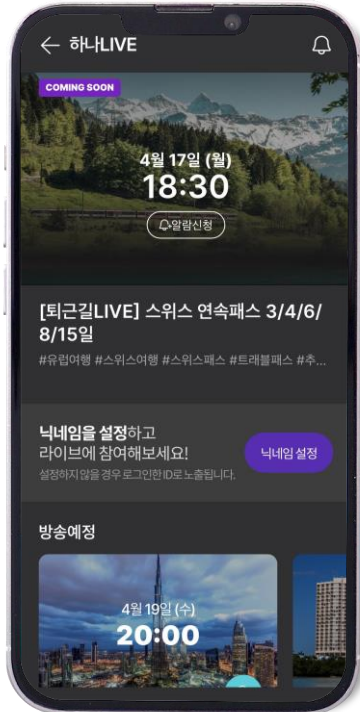 하나LIVE
COMING SOON
4월 17일 (월)
18:30
알람신청
[퇴근길LIVE] 스위스 연속패스 3/4/6/
8/15일
#유럽여행 #스위스여행 #스위스패스 #트래블패스 #추...
닉네임을 설정하고
라이브에 참여해보세요!
설정하지 않을 경우 로그인한 ID로 노출됩니다.
닉네임 설정
방송예정
4월 19일 (수)
20:00